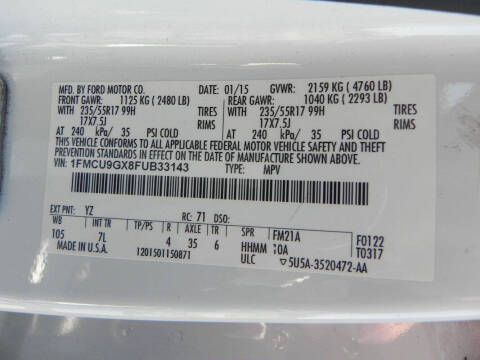 MFD. BY FORD MOTOR CO. 01/15 GVWR: 2159 KG ( 4760 LB)
FRONT GAWR: 1125 KG ( 2480 LB) REAR GAWR: 1040 KG ( 2293 LB)
WITH 235/55R17 99H TIRES WITH 235/55R17 99H TIRES
17X7.5J RIMS 17X7.5J RIMS
AT 240 kPa/ 35 PSI COLD AT 240 kPa/ 35 PSI COLD
THIS VEHICLE CONFORMS TO ALL APPLICABLE FEDERAL MOTOR VEHICLE SAFETY AND THEFT
PREVENTION STANDARDS IN EFFECT ON THE DATE OF MANUFACTURE SHOWN ABOVE.
VIN: 1FMCU9GX8FUB33143 TYPE: MPV
EXT PNT: YZ RC: 71 DSO:
WB INT TR TP/PS R AXLE TR SPR FM21A F0122
105 7L 4 35 6 HHMM :0A T0317
MADE IN U.S.A. 1201501150871 ULC ▽5U5A-3520472-AA